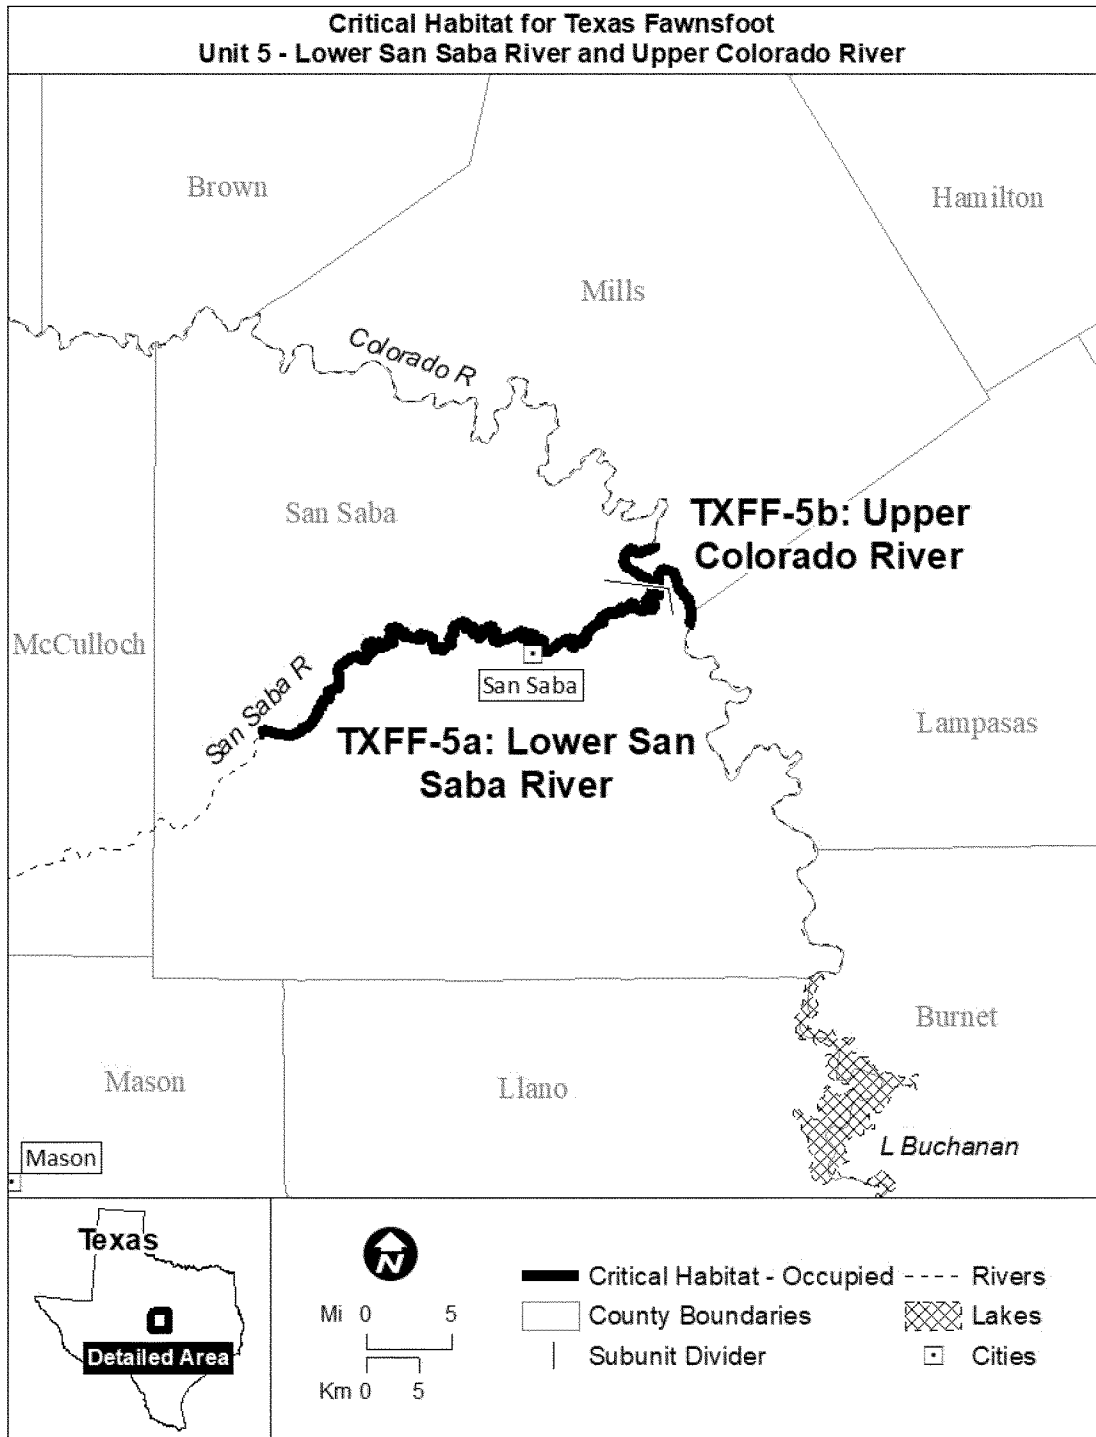 Critical Habitat for Texas Fawnsfoot
Unit 5 - Lower San Saba River and Upper Colorado River
Brown
Hamilton
Mills
Colorado R
San Saba
TXFF-5b: Upper
Colorado River
McCulloch
San Saba R
San Saba
TXFF-5a: Lower San
Saba River
Lampasas
Burnet
Mason
Llano
L Buchanan
Mason
Texas
Detailed Area
N
Mi 0 5
Km 0 5
Critical Habitat - Occupied
County Boundaries
Subunit Divider
Rivers
Lakes
Cities